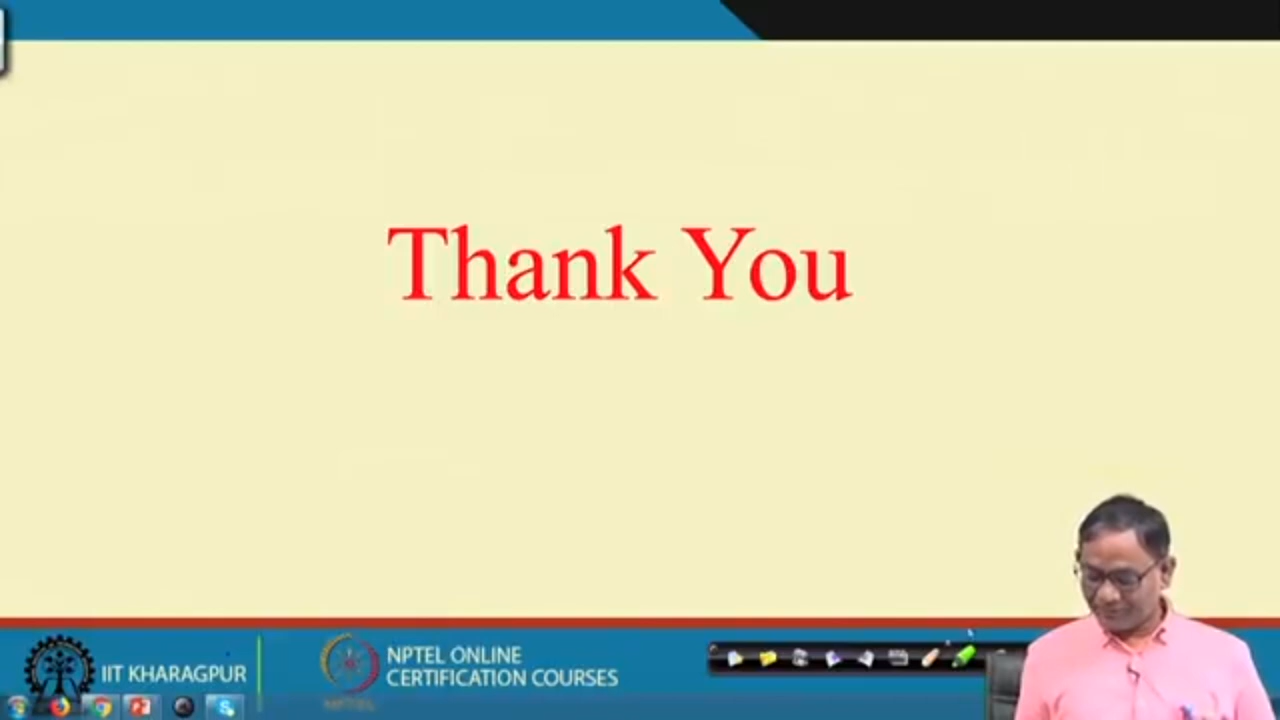 Thank You
IIT KHARAGPUR
NPTEL ONLINE
CERTIFICATION COURSES